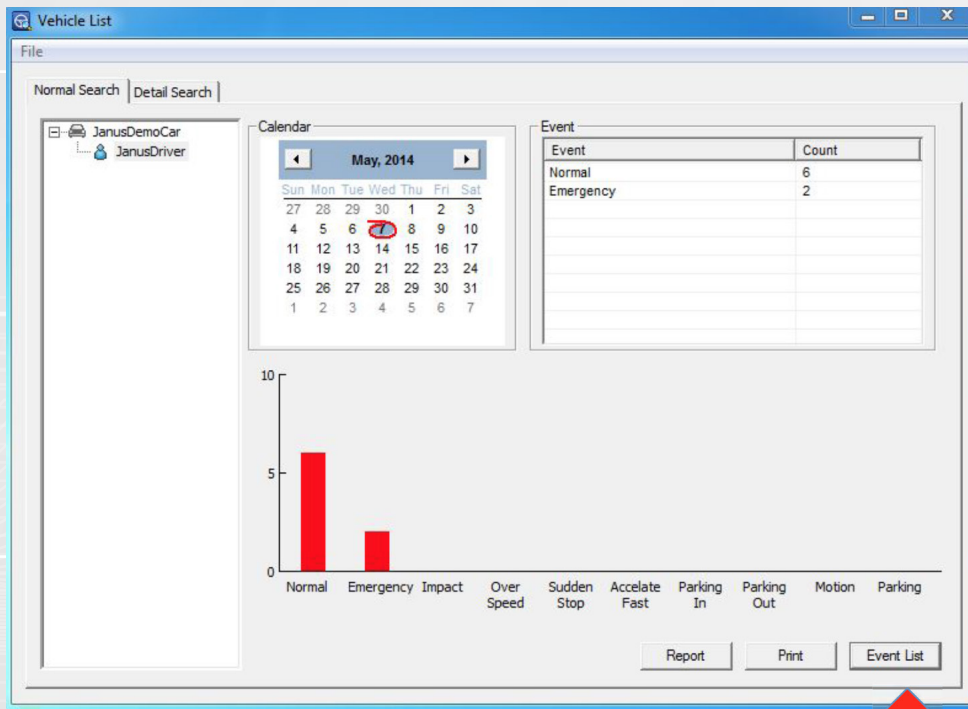 Vehicle List
File
Normal Search Detail Search
JanusDemoCar
JanusDriver
Calendar
May, 2014
Sun Mon Tue Wed Thu Fri Sat
27 28 29 30 1 2 3
4 5 6 7 8 9 10
11 12 13 14 15 16 17
18 19 20 21 22 23 24
25 26 27 28 29 30 31
1 2 3 4 5 6 7
Event
Event Count
Normal 6
Emergency 2
10
5
0
Normal Emergency Impact Over Speed Sudden Stop Accelate Fast Parking In Parking Out Motion Parking
Report Print Event List